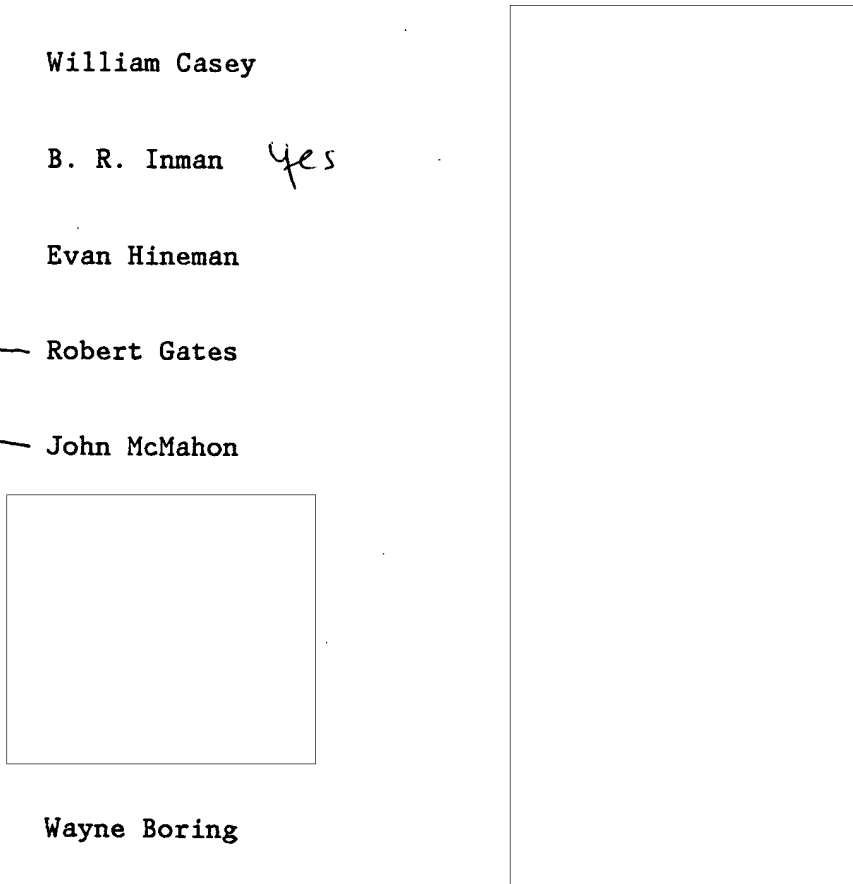 William Casey
B. R. Inman yes
Evan Hineman
— Robert Gates
— John McMahon
Wayne Boring